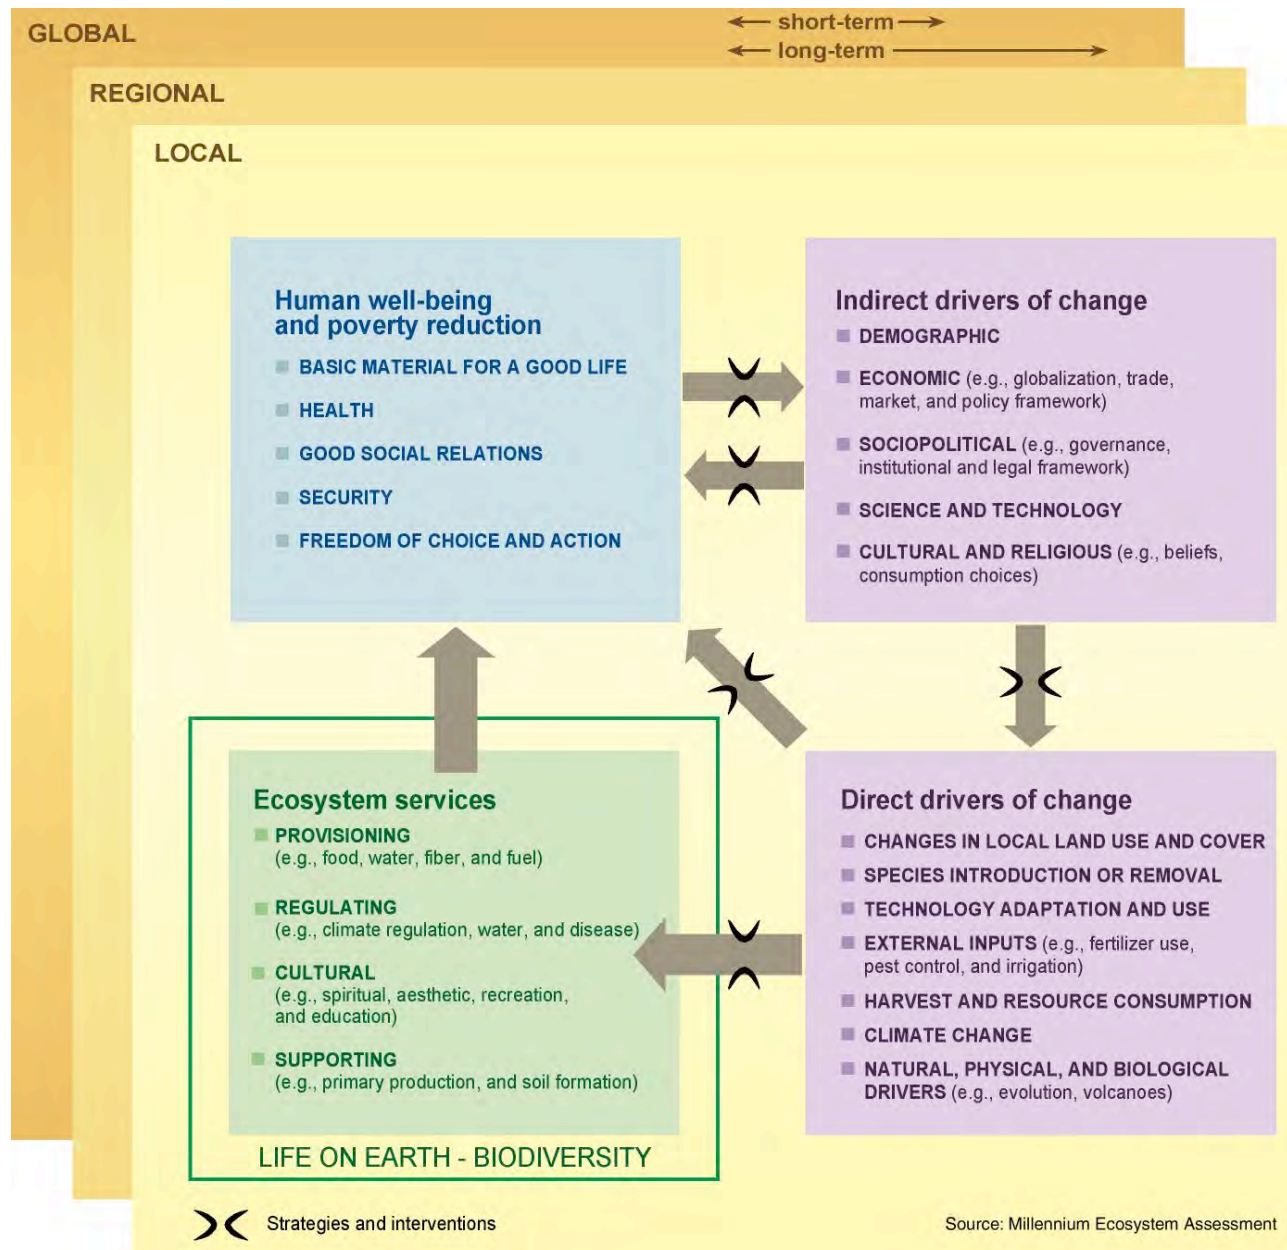 GLOBAL
short-term
long-term
REGIONAL
LOCAL
Human well-being
and poverty reduction
BASIC MATERIAL FOR A GOOD LIFE
HEALTH
GOOD SOCIAL RELATIONS
SECURITY
FREEDOM OF CHOICE AND ACTION
Indirect drivers of change
DEMOGRAPHIC
ECONOMIC (e.g., globalization, trade,
market, and policy framework)
SOCIOPOLITICAL (e.g., governance,
institutional and legal framework)
SCIENCE AND TECHNOLOGY
CULTURAL AND RELIGIOUS (e.g., beliefs,
consumption choices)
Ecosystem services
PROVISIONING
(e.g., food, water, fiber, and fuel)
REGULATING
(e.g., climate regulation, water, and disease)
CULTURAL
(e.g., spiritual, aesthetic, recreation,
and education)
SUPPORTING
(e.g., primary production, and soil formation)
LIFE ON EARTH - BIODIVERSITY
Direct drivers of change
CHANGES IN LOCAL LAND USE AND COVER
SPECIES INTRODUCTION OR REMOVAL
TECHNOLOGY ADAPTATION AND USE
EXTERNAL INPUTS (e.g., fertilizer use,
pest control, and irrigation)
HARVEST AND RESOURCE CONSUMPTION
CLIMATE CHANGE
NATURAL, PHYSICAL, AND BIOLOGICAL
DRIVERS (e.g., evolution, volcanoes)
Strategies and interventions
Source: Millennium Ecosystem Assessment